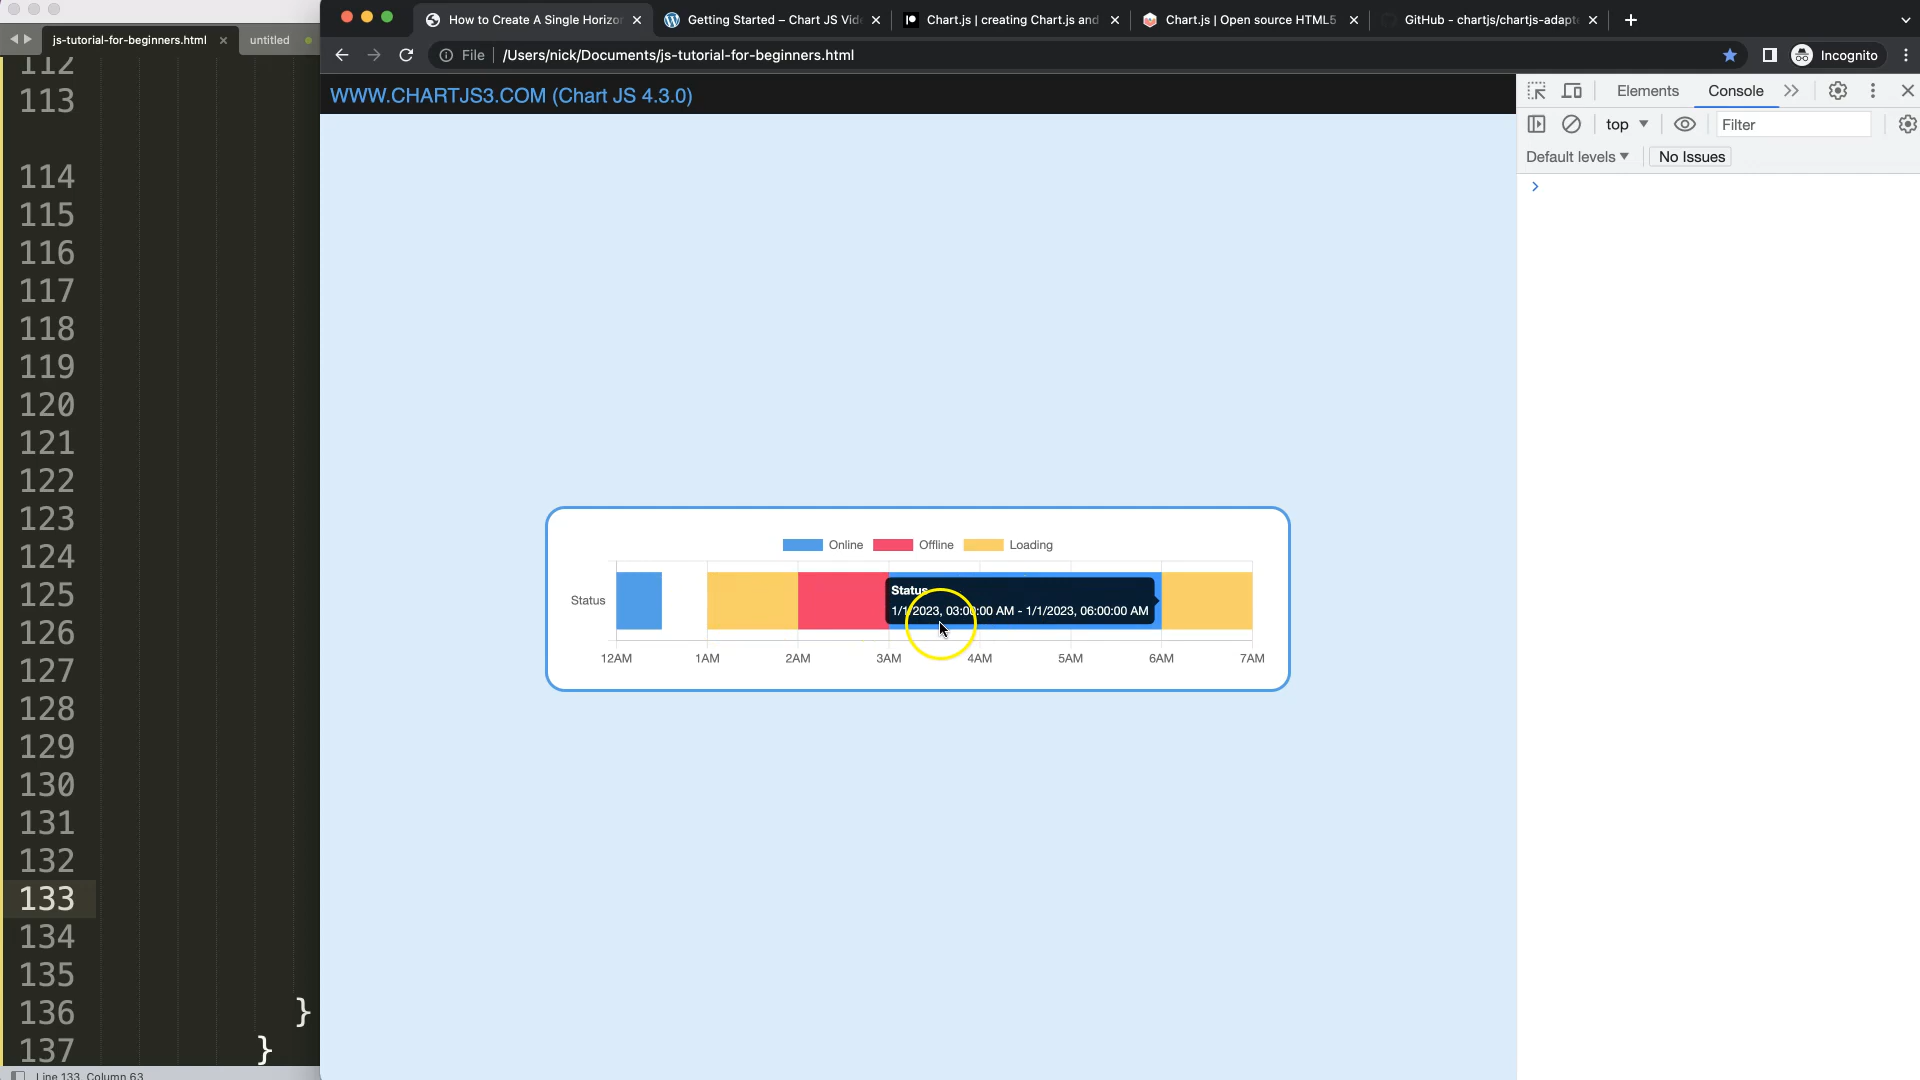 js-tutorial-for-beginners.html
untitled
112
113
114
115
116
117
118
119
120
121
122
123
124
125
126
127
128
129
130
131
132
133
134
135
136 }
137 }
Line 133, Column 63
How to Create A Single Horizon
Getting Started – Chart JS Vid
Chart.js | creating Chart.js and
Chart.js | Open source HTML5
GitHub - chartjs/chartjs-adapt
File
/Users/nick/Documents/js-tutorial-for-beginners.html
Incognito
WWW.CHARTJS3.COM (Chart JS 4.3.0)
Online
Offline
Loading
Status
Status
1/1/2023, 03:00:00 AM - 1/1/2023, 06:00:00 AM
12AM
1AM
2AM
3AM
4AM
5AM
6AM
7AM
Elements
Console
top
Filter
Default levels
No Issues